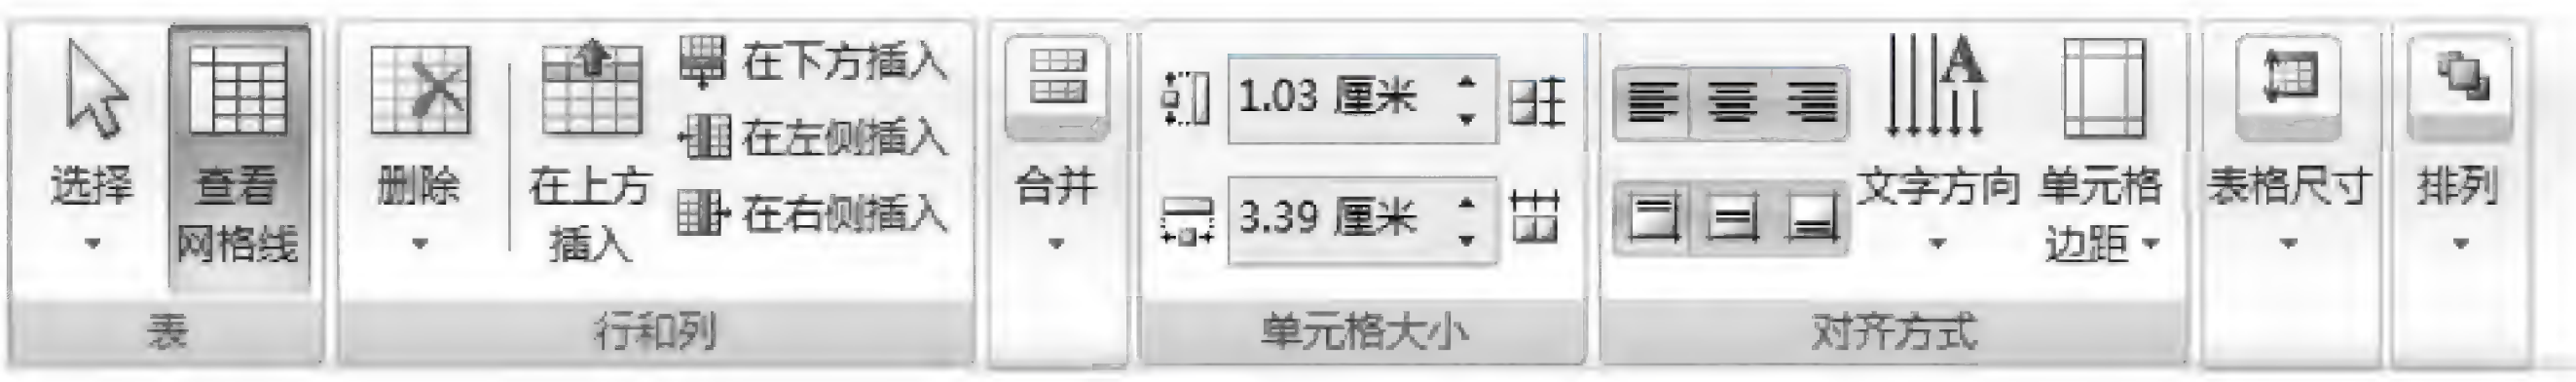 选择
查看
网格线
表
删除
在上方
插入
在下方插入
在左侧插入
在右侧插入
行和列
合并
1.03 厘米
3.39 厘米
单元格大小
文字方向
单元格
边距
对齐方式
表格尺寸
排列